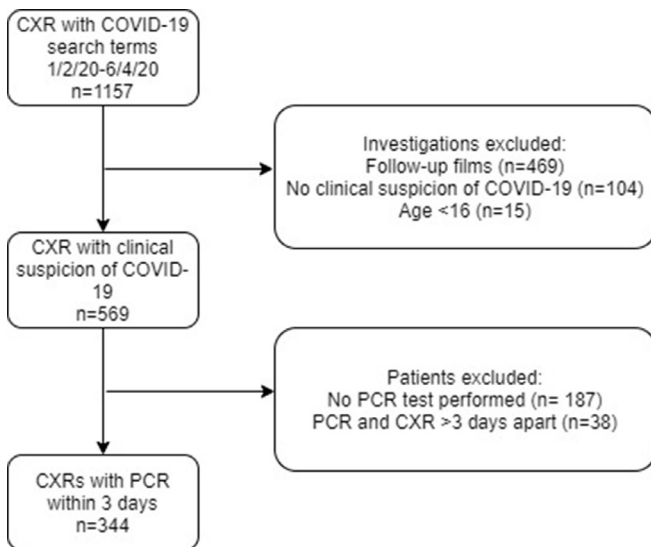 CXR with COVID-19
search terms
1/2/20-6/4/20
n=1157
Investigations excluded:
Follow-up films (n=469)
No clinical suspicion of COVID-19 (n=104)
Age <16 (n=15)
CXR with clinical
suspicion of COVID-
19
n=569
Patients excluded:
No PCR test performed (n= 187)
PCR and CXR >3 days apart (n=38)
CXRs with PCR
within 3 days
n=344